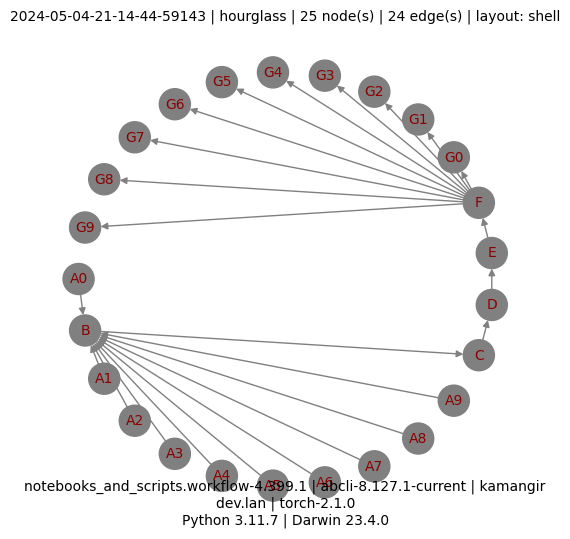 2024-05-04-21-14-44-59143 | hourglass | 25 node(s) | 24 edge(s) | layout: shell
G4
G3
G5
G2
G6
G1
G7
G0
G8
F
G9
E
A0
D
B
C
A1
A9
A2
A8
A3
A7
A4
A6
A5
notebooks_and_scripts.workflow-4.399.1 | abcli-8.127.1-current | kamangir
dev.lan | torch-2.1.0
Python 3.11.7 | Darwin 23.4.0